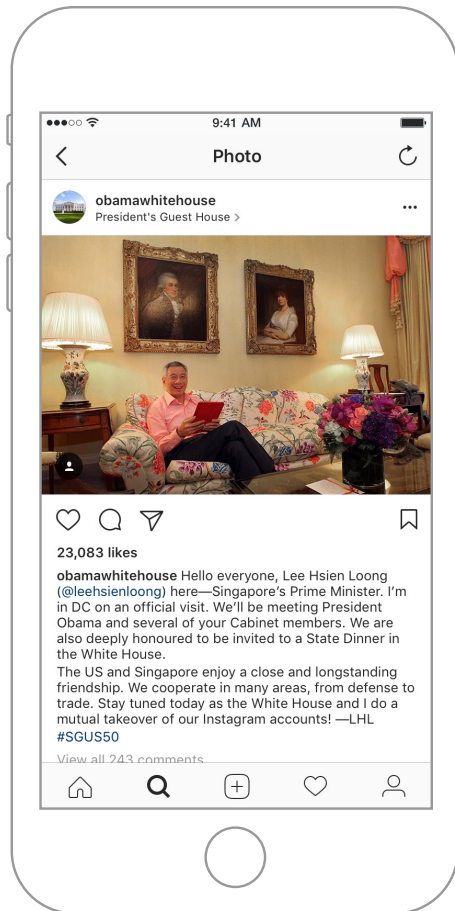 9:41 AM
Photo
obamawhitehouse
President's Guest House >
23,083 likes
obamawhitehouse Hello everyone, Lee Hsien Loong
(@leehsienloong) here—Singapore's Prime Minister. I'm
in DC on an official visit. We'll be meeting President
Obama and several of your Cabinet members. We are
also deeply honoured to be invited to a State Dinner in
the White House.
The US and Singapore enjoy a close and longstanding
friendship. We cooperate in many areas, from defense to
trade. Stay tuned today as the White House and I do a
mutual takeover of our Instagram accounts! —LHL
#SGUS50
View all 243 comments